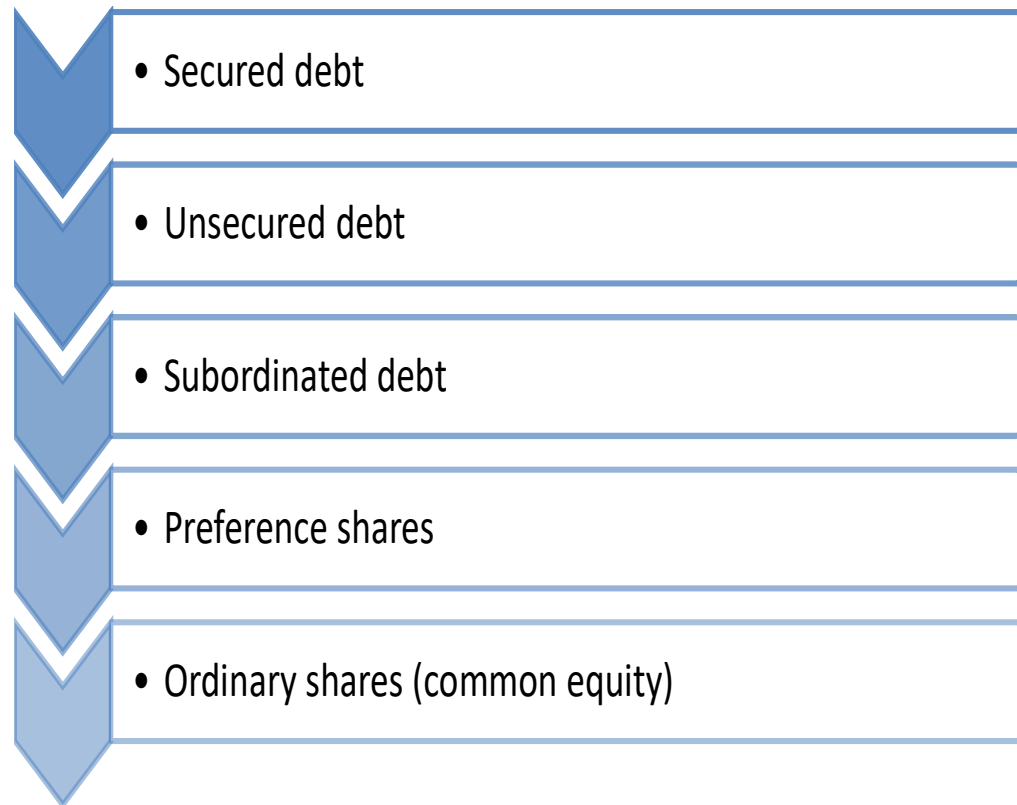 • Secured debt
• Unsecured debt
• Subordinated debt
• Preference shares
• Ordinary shares (common equity)